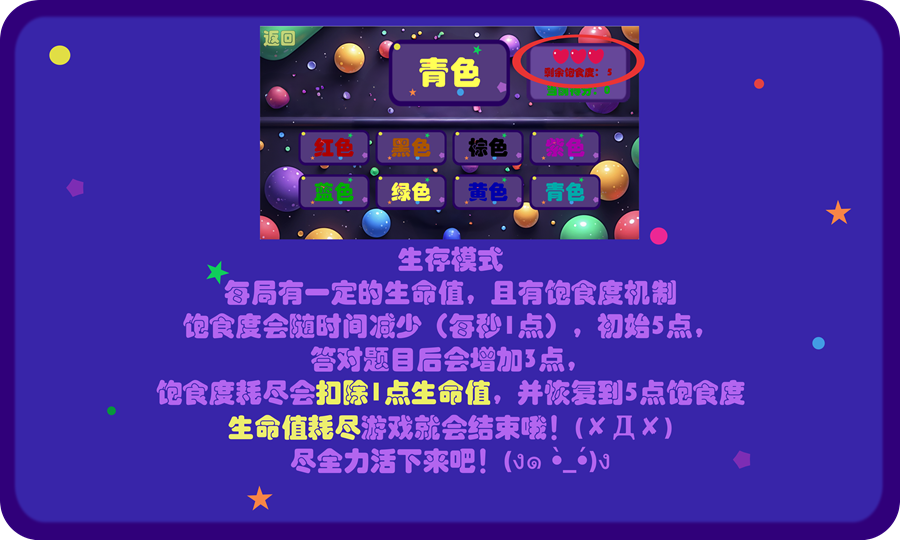 返回
青色
剩余饱食度：5
红色 黑色 棕色 紫色
蓝色 绿色 黄色 青色
生存模式
每局有一定的生命值，且有饱食度机制
饱食度会随时间减少（每秒1点），初始5点，
答对题目后会增加3点，
饱食度耗尽会扣除1点生命值，并恢复到5点饱食度
生命值耗尽游戏就会结束哦！(✘Д✘)
尽全力活下来吧！(ง๑ •̀_•́)ง